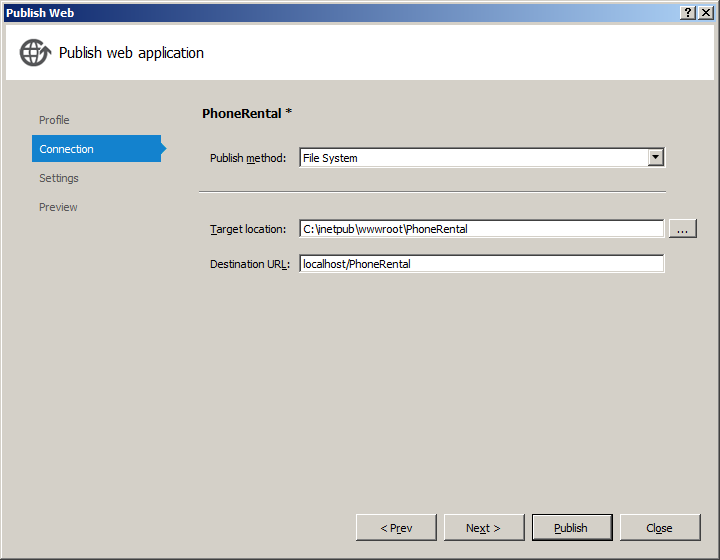 Publish Web
Publish web application
Profile
Connection
Settings
Preview
PhoneRental *
Publish method: File System
Target location: C:\inetpub\wwwroot\PhoneRental ...
Destination URL: localhost/PhoneRental
< Prev Next > Publish Close